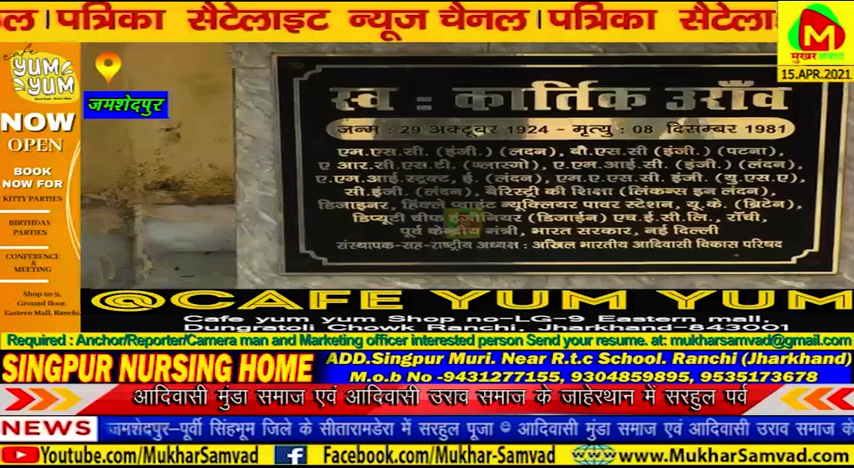 ल । पत्रिका सैटेलाइट न्यूज चैनल । पत्रिका सैटेला
M
मुखर संवाद
15.APR.2021
cafe
YUM
YUM
NOW
OPEN
BOOK
NOW FOR
KITTY PARTIES
BIRTHDAY
PARTIES
CONFERENCE
&
MEETING
Shop no 9,
Ground floor,
Eastern Mall, Ranchi.
जमशेदपुर
स्व : कार्तिक उराँव
जन्म : 29 अक्टूबर 1924 - मृत्यु : 08 दिसम्बर 1981
एम.एस.सी. (इंजी.) (लदन), बी.एस.सी (इंजी.) (पटना),
ए आर.सी.एस.टी. (ग्लास्गो), ए.एम.आई.सी. (इंजी.) (लंदन),
ए.एम.आई.स्ट्रक्ट, ई. (लंदन), एम.ए.एस.सी. इंजी. (यु.एस.ए)
सी.इंजी. (लंदन), बैरिस्ट्री की शिक्षा (लिंकन्स इन लंदन),
डिजाइनर, हिंक्ले प्वाइंट न्यूक्लियर पावर स्टेशन, यू.के. (ब्रिटेन),
डिप्यूटी चीफ इंजीनियर (डिजाईन) एच.ई.सी.लि., राँची,
पूर्व केन्द्रीय मंत्री, भारत सरकार, नई दिल्ली
संस्थापक-सह-राष्ट्रीय अध्यक्ष : अखिल भारतीय आदिवासी विकास परिषद
@CAFE YUM YUM
Cafe yum yum Shop no-LG-9 Eastern mall,
Dungratoli Chowk Ranchi, Jharkhand-843001
Required : Anchor/Reporter/Camera man and Marketing officer interested person Send your resume. at: mukharsamvad@gmail.com
SINGPUR NURSING HOME
ADD.Singpur Muri. Near R.t.c School. Ranchi (Jharkhand)
M.o.b No -9431277155, 9304859895, 9535173678
आदिवासी मुंडा समाज एवं आदिवासी उराव समाज के जाहेरथान में सरहुल पर्व
NEWS
जमशेदपुर–पूर्वी सिंहभूम जिले के सीतारामडेरा में सरहुल पूजा आदिवासी मुंडा समाज एवं आदिवासी उराव समाज के
Youtube.com/MukharSamvad
Facebook.com/Mukhar-Samvad
www.MukharSamvad.com